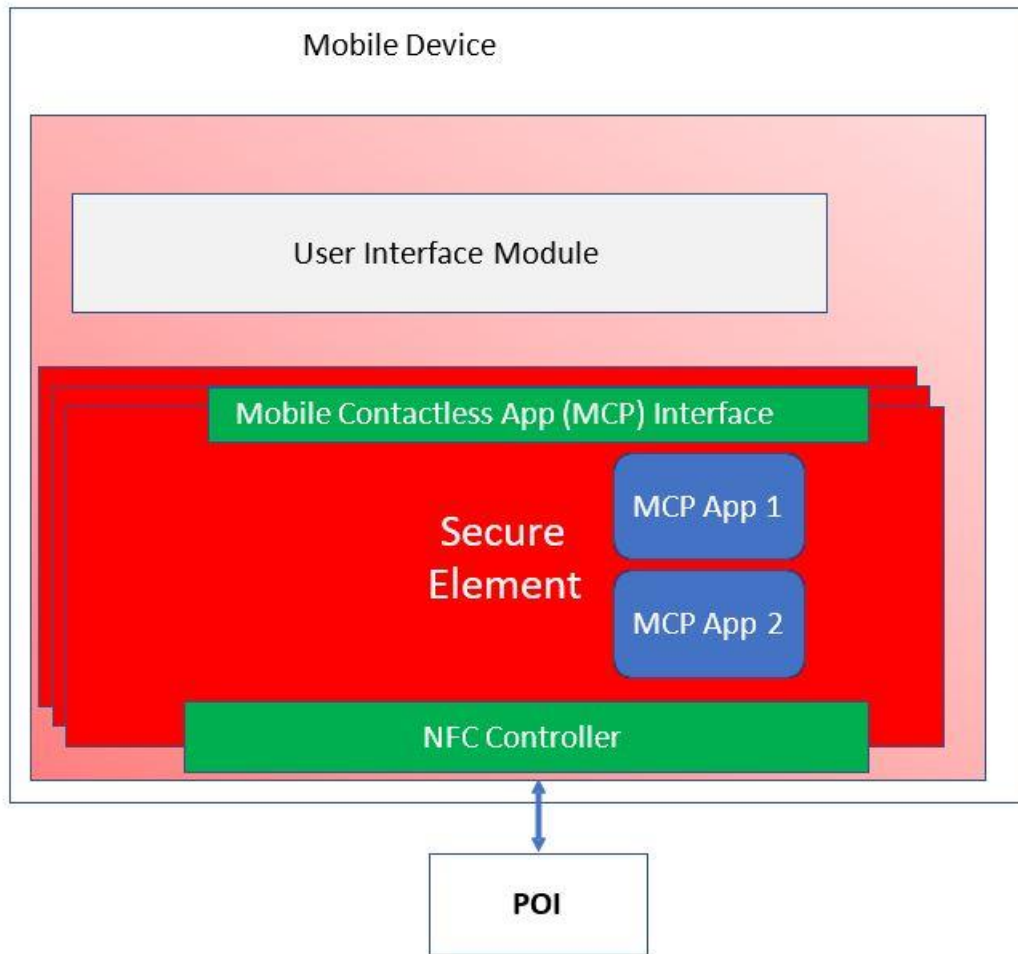 Mobile Device
User Interface Module
Mobile Contactless App (MCP) Interface
Secure
Element
MCP App 1
MCP App 2
NFC Controller
POI